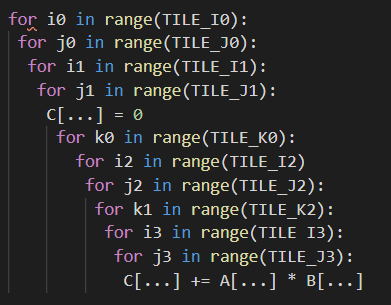 for i0 in range(TILE_I0):
for j0 in range(TILE_J0):
for i1 in range(TILE_I1):
for j1 in range(TILE_J1):
C[...] = 0
for k0 in range(TILE_K0):
for i2 in range(TILE_I2)
for j2 in range(TILE_J2):
for k1 in range(TILE_K2):
for i3 in range(TILE I3):
for j3 in range(TILE_J3):
C[...] += A[...] * B[...]